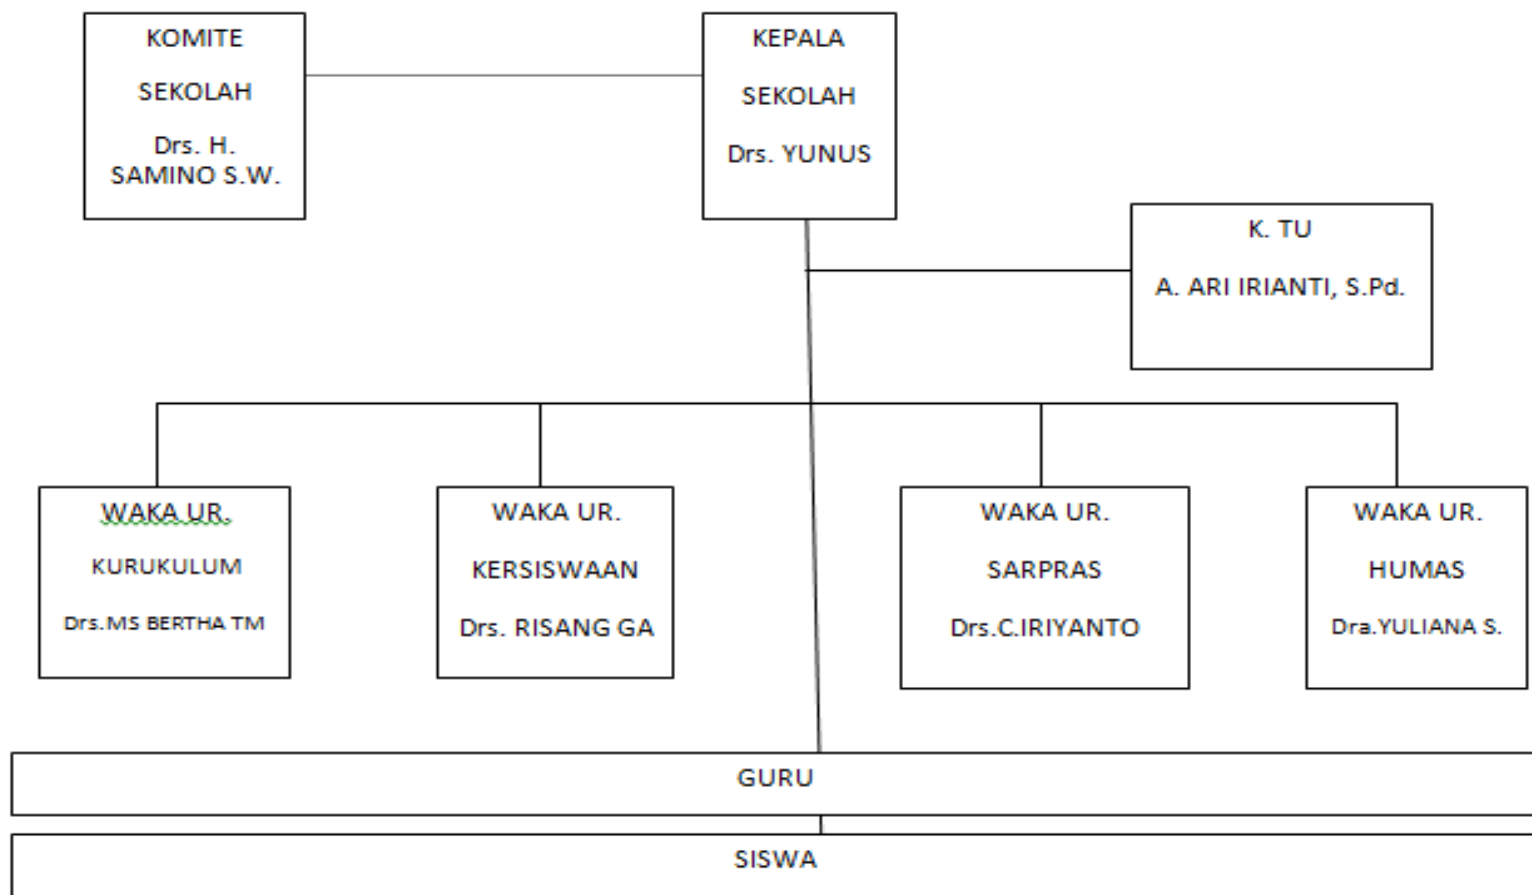 KOMITE
SEKOLAH
Drs. H.
SAMINO S.W.
KEPALA
SEKOLAH
Drs. YUNUS
K. TU
A. ARI IRIANTI, S.Pd.
WAKA UR.
KURUKULUM
Drs.MS BERTHA TM
WAKA UR.
KERSISWAAN
Drs. RISANG GA
WAKA UR.
SARPRAS
Drs.C.IRIYANTO
WAKA UR.
HUMAS
Dra.YULIANA S.
GURU
SISWA